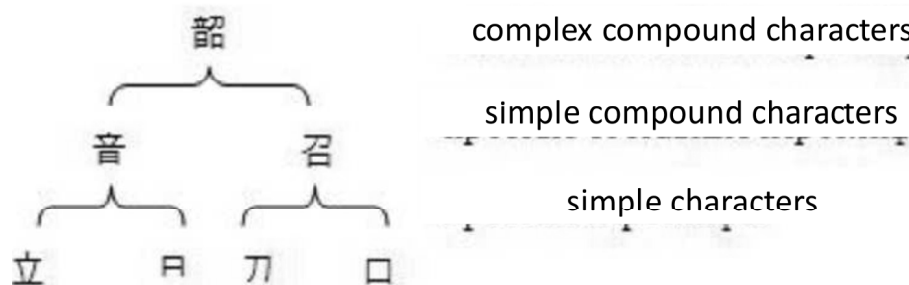 韶
complex compound characters
音 召
simple compound characters
simple characters
立 日 刀 口